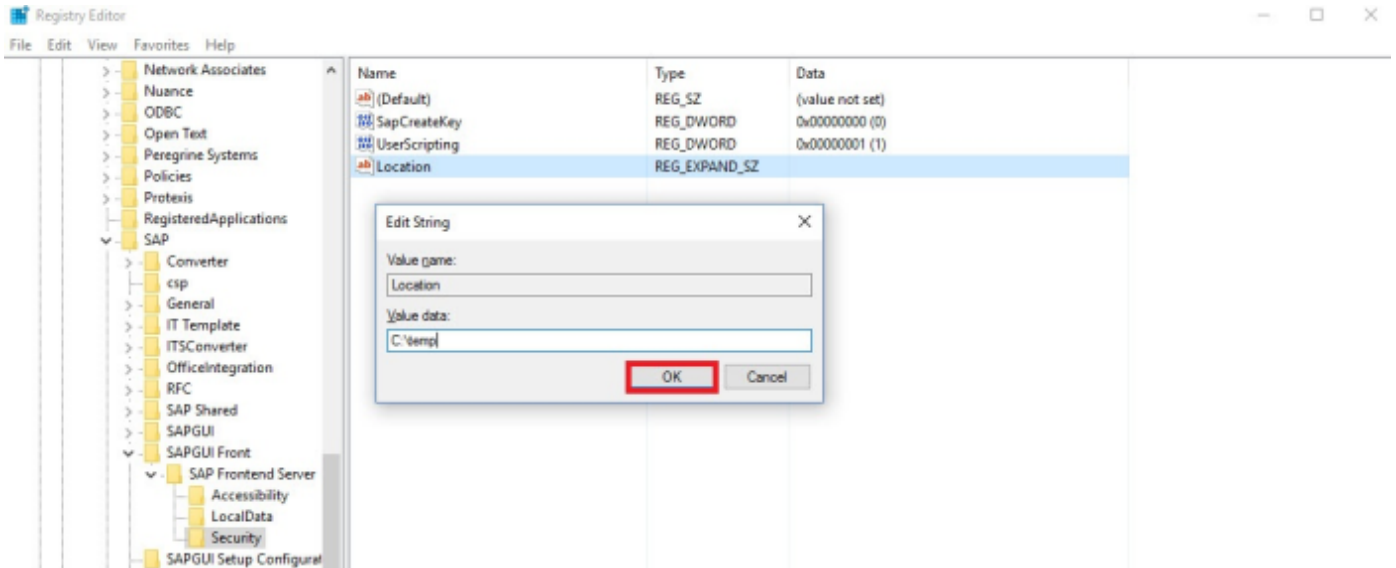 Registry Editor
File Edit View Favorites Help
Network Associates
Nuance
ODBC
Open Text
Peregrine Systems
Policies
Protexis
RegisteredApplications
SAP
Converter
csp
General
IT Template
ITSConverter
OfficeIntegration
RFC
SAP Shared
SAPGUI
SAPGUI Front
SAP Frontend Server
Accessibility
LocalData
Security
SAPGUI Setup Configurat
Name Type Data
(Default) REG_SZ (value not set)
SapCreateKey REG_DWORD 0x00000000 (0)
UserScripting REG_DWORD 0x00000001 (1)
Location REG_EXPAND_SZ
Edit String
Value name:
Location
Value data:
C:\temp
OK Cancel